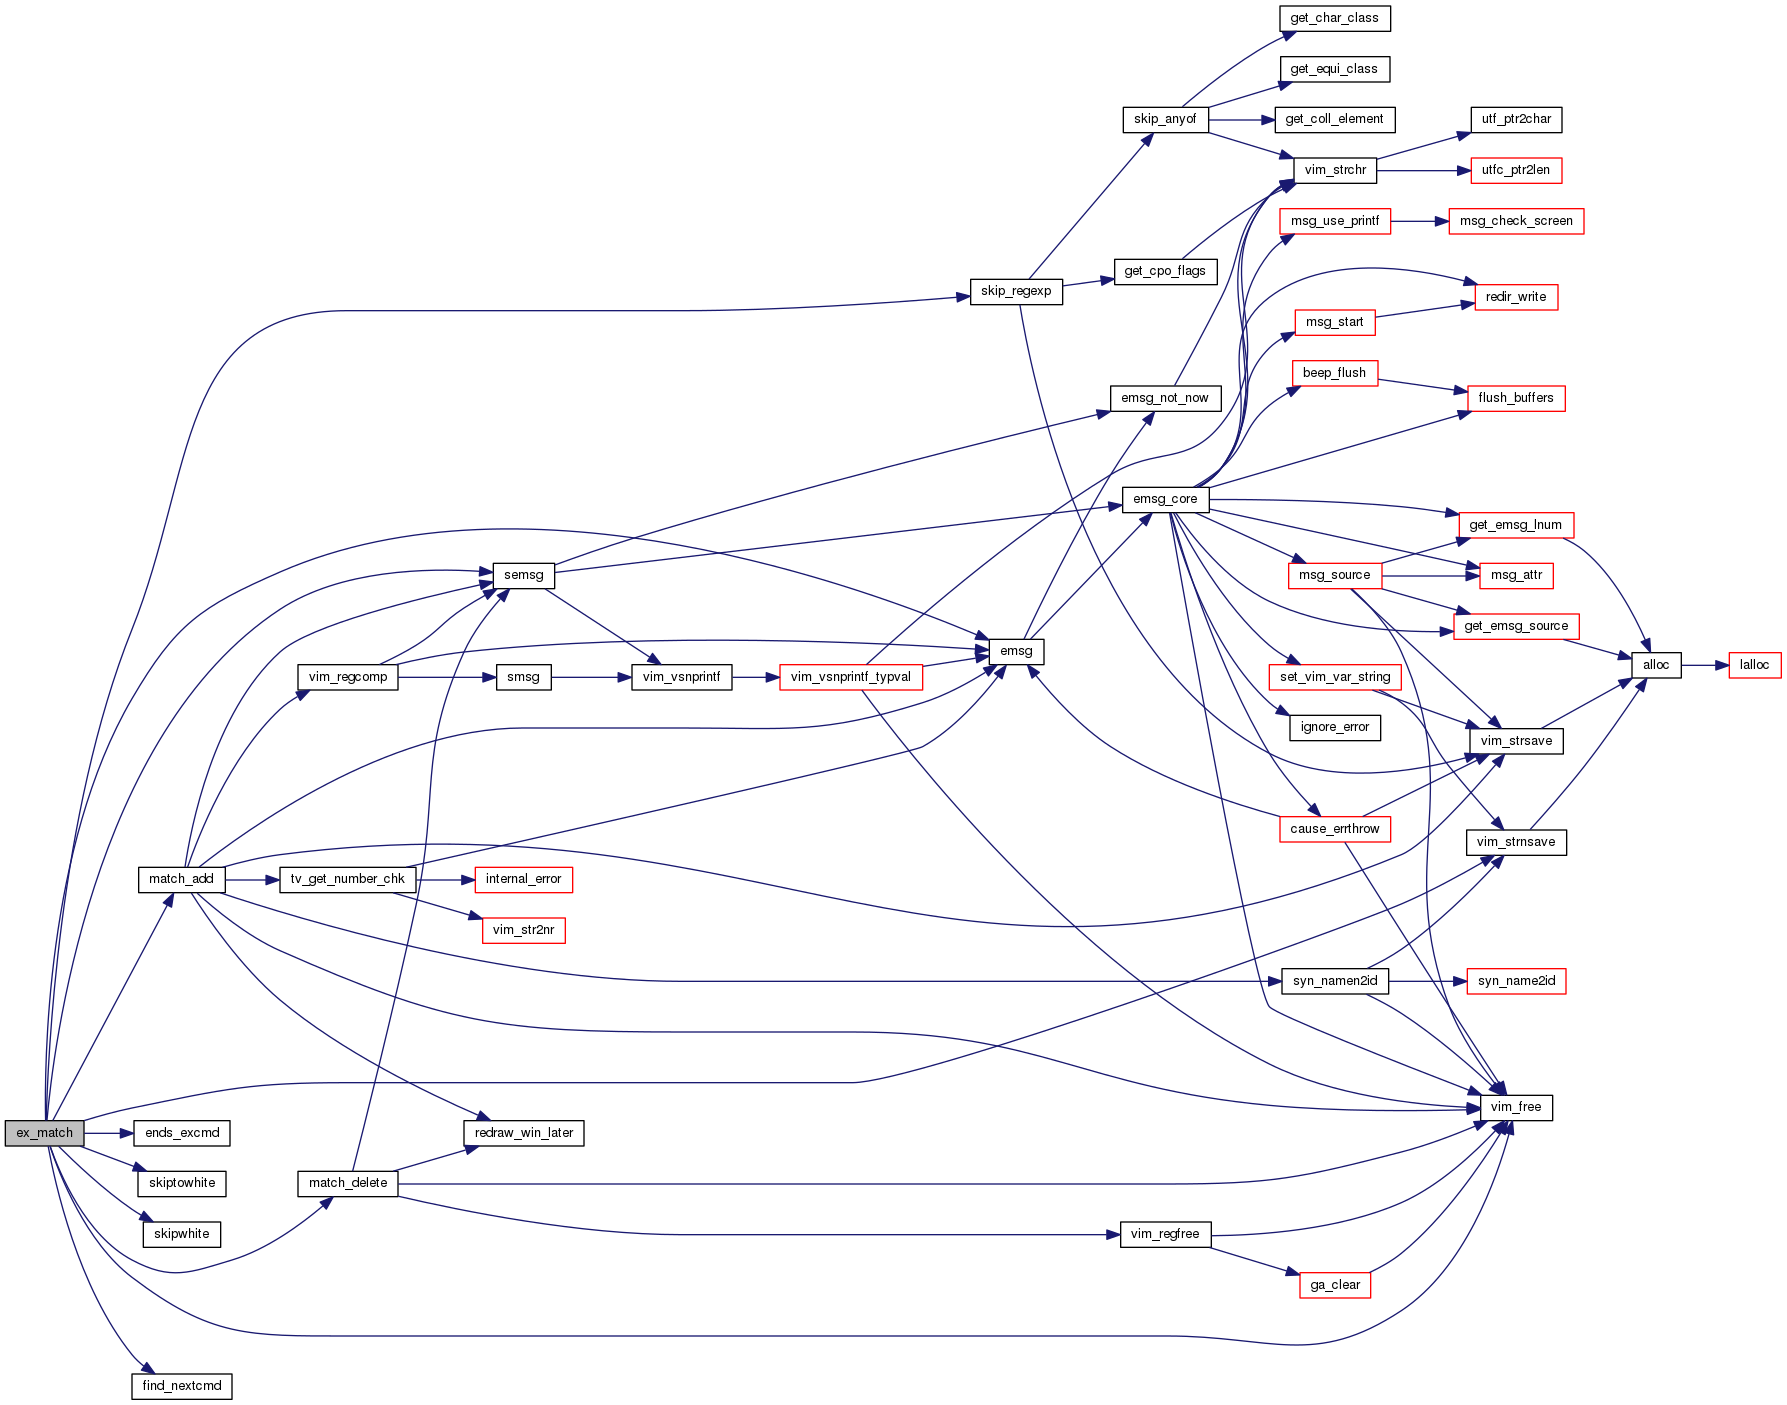 get_char_class
get_equi_class
skip_anyof
get_coll_element
utf_ptr2char
vim_strchr
utfc_ptr2len
msg_use_printf
msg_check_screen
get_cpo_flags
skip_regexp
redir_write
msg_start
beep_flush
emsg_not_now
flush_buffers
emsg_core
get_emsg_lnum
semsg
msg_source
msg_attr
get_emsg_source
emsg
alloc
lalloc
vim_regcomp
smsg
vim_vsnprintf
vim_vsnprintf_typval
set_vim_var_string
ignore_error
vim_strsave
cause_errthrow
vim_strnsave
match_add
tv_get_number_chk
internal_error
vim_str2nr
syn_namen2id
syn_name2id
vim_free
ex_match
ends_excmd
redraw_win_later
skiptowhite
match_delete
skipwhite
vim_regfree
ga_clear
find_nextcmd